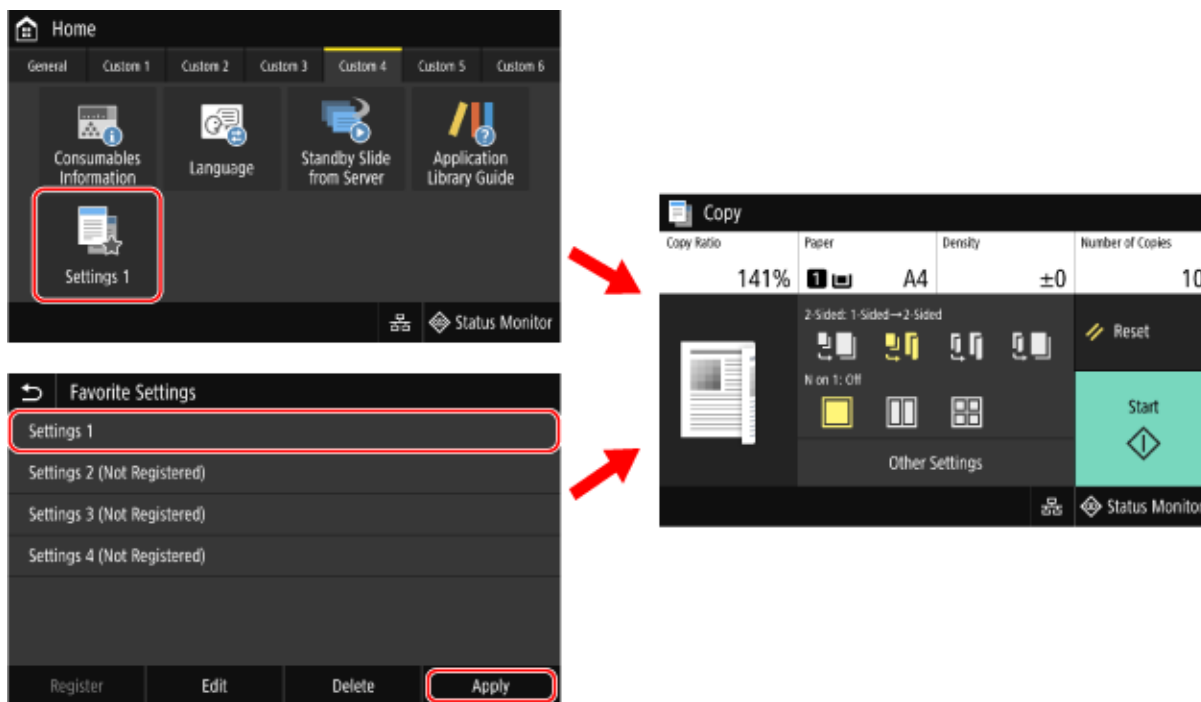 Home
General Custom 1 Custom 2 Custom 3 Custom 4 Custom 5 Custom 6
Consumables
Information
Language
Standby Slide
from Server
Application
Library Guide
Settings 1
Status Monitor
Favorite Settings
Settings 1
Settings 2 (Not Registered)
Settings 3 (Not Registered)
Settings 4 (Not Registered)
Register Edit Delete Apply
Copy
Copy Ratio Paper Density Number of Copies
141% 1 A4 ±0 10
2-Sided: 1-Sided→2-Sided
Reset
N on 1: Off
Start
Other Settings
Status Monitor